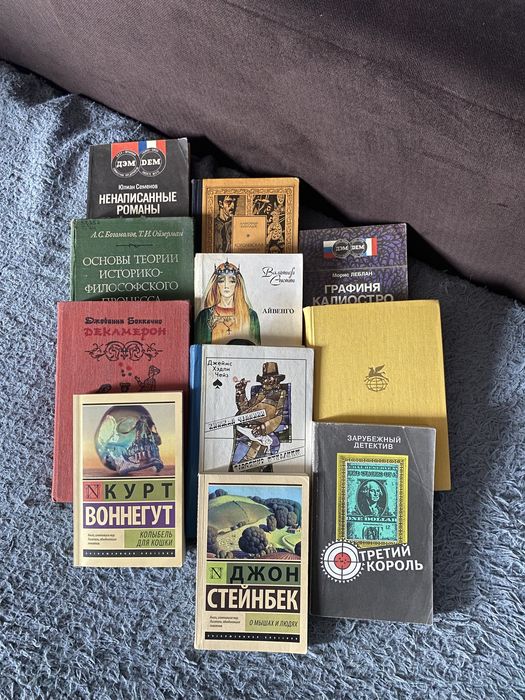 ДЭМ DEM
Юлиан Семенов
НЕНАПИСАННЫЕ
РОМАНЫ
ДЭМ DEM
Морис ЛЕБЛАН
ГРАФИНЯ
КАЛИОСТРО
А.С. Богомолов, Т.И. Ойзерман
ОСНОВЫ ТЕОРИИ
ИСТОРИКО-
ФИЛОСОФСКОГО
ПРОЦЕССА
Вальтер
Скотт
АЙВЕНГО
Джованни Боккаччо
ДЕКАМЕРОН
Джеймс
Хэдли
Чейз
КУРТ
ВОННЕГУТ
КОЛЫБЕЛЬ
ДЛЯ КОШКИ
ДЖОН
СТЕЙНБЕК
О МЫШАХ И ЛЮДЯХ
ЗАРУБЕЖНЫЙ
ДЕТЕКТИВ
ONE DOLLAR
ТРЕТИЙ
КОРОЛЬ